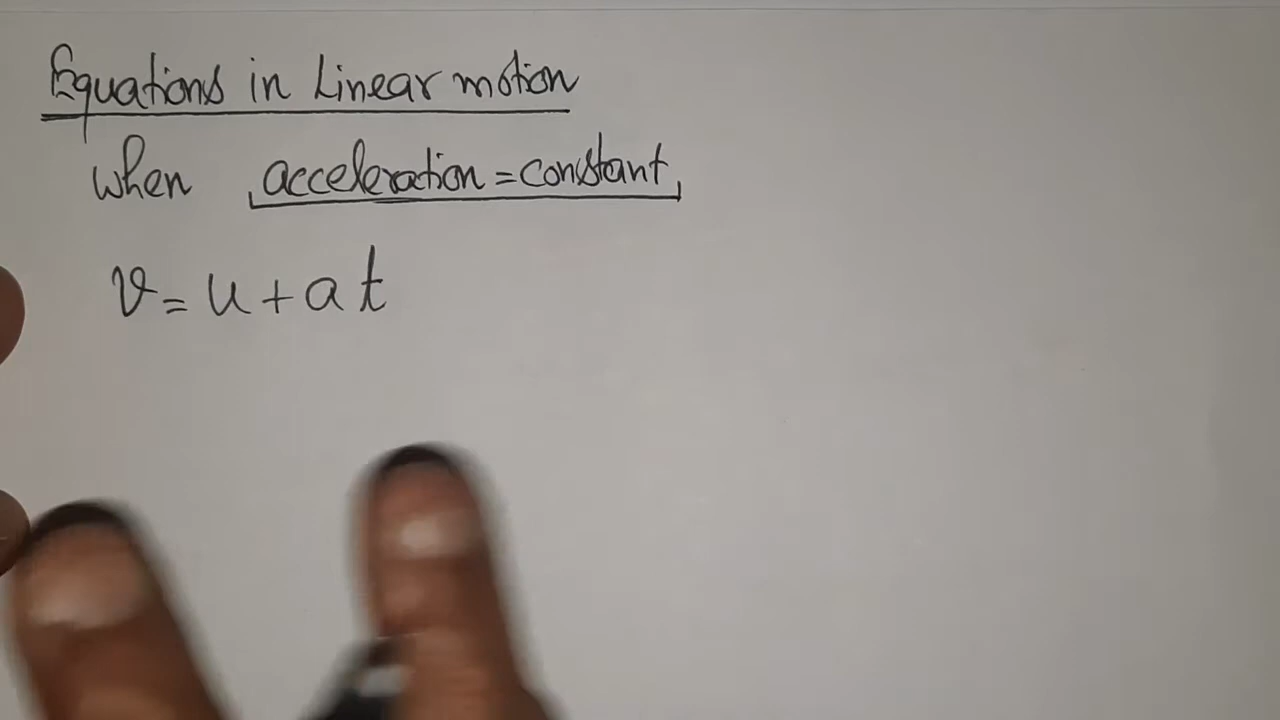 Equations in Linear motion
when acceleration = constant
v = u + at